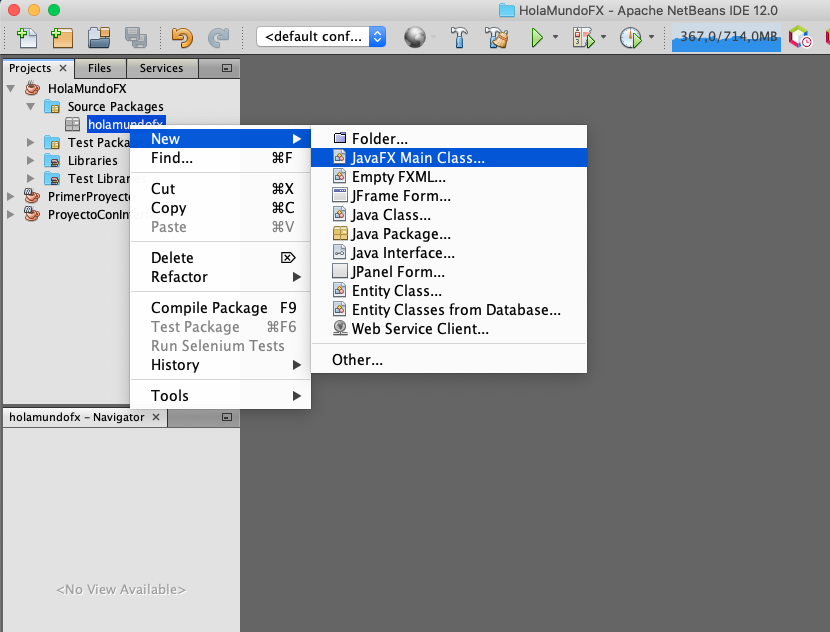 HolaMundoFX - Apache NetBeans IDE 12.0
<default conf... 367,0/714,0MB
Projects Files Services
HolaMundoFX
Source Packages
holamundofx
Test Packa
Libraries
Test Librar
PrimerProyecto
ProyectoConIn
New
Find... ⌘F
Cut ⌘X
Copy ⌘C
Paste ⌘V
Delete ⌦
Refactor
Compile Package F9
Test Package ⌘F6
Run Selenium Tests
History
Tools
Folder...
JavaFX Main Class...
Empty FXML...
JFrame Form...
Java Class...
Java Package...
Java Interface...
JPanel Form...
Entity Class...
Entity Classes from Database...
Web Service Client...
Other...
holamundofx - Navigator
<No View Available>